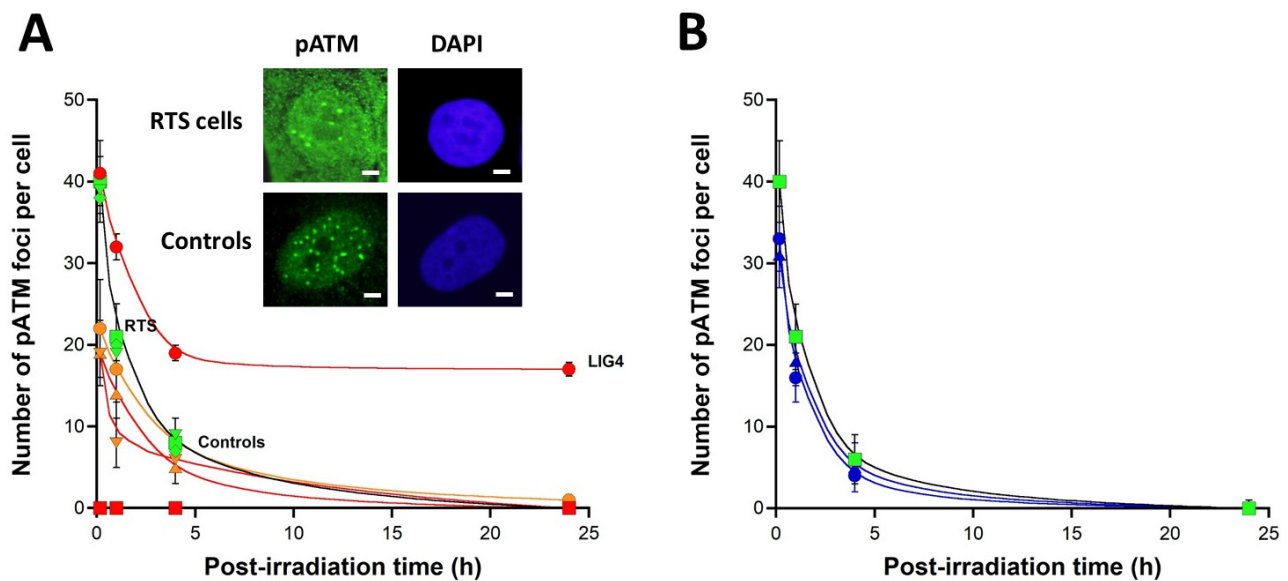 A
pATM
DAPI
RTS cells
Controls
Number of pATM foci per cell
50
40
30
20
10
0
RTS
LIG4
Controls
0
5
10
15
20
25
Post-irradiation time (h)
B
Number of pATM foci per cell
50
40
30
20
10
0
0
5
10
15
20
25
Post-irradiation time (h)